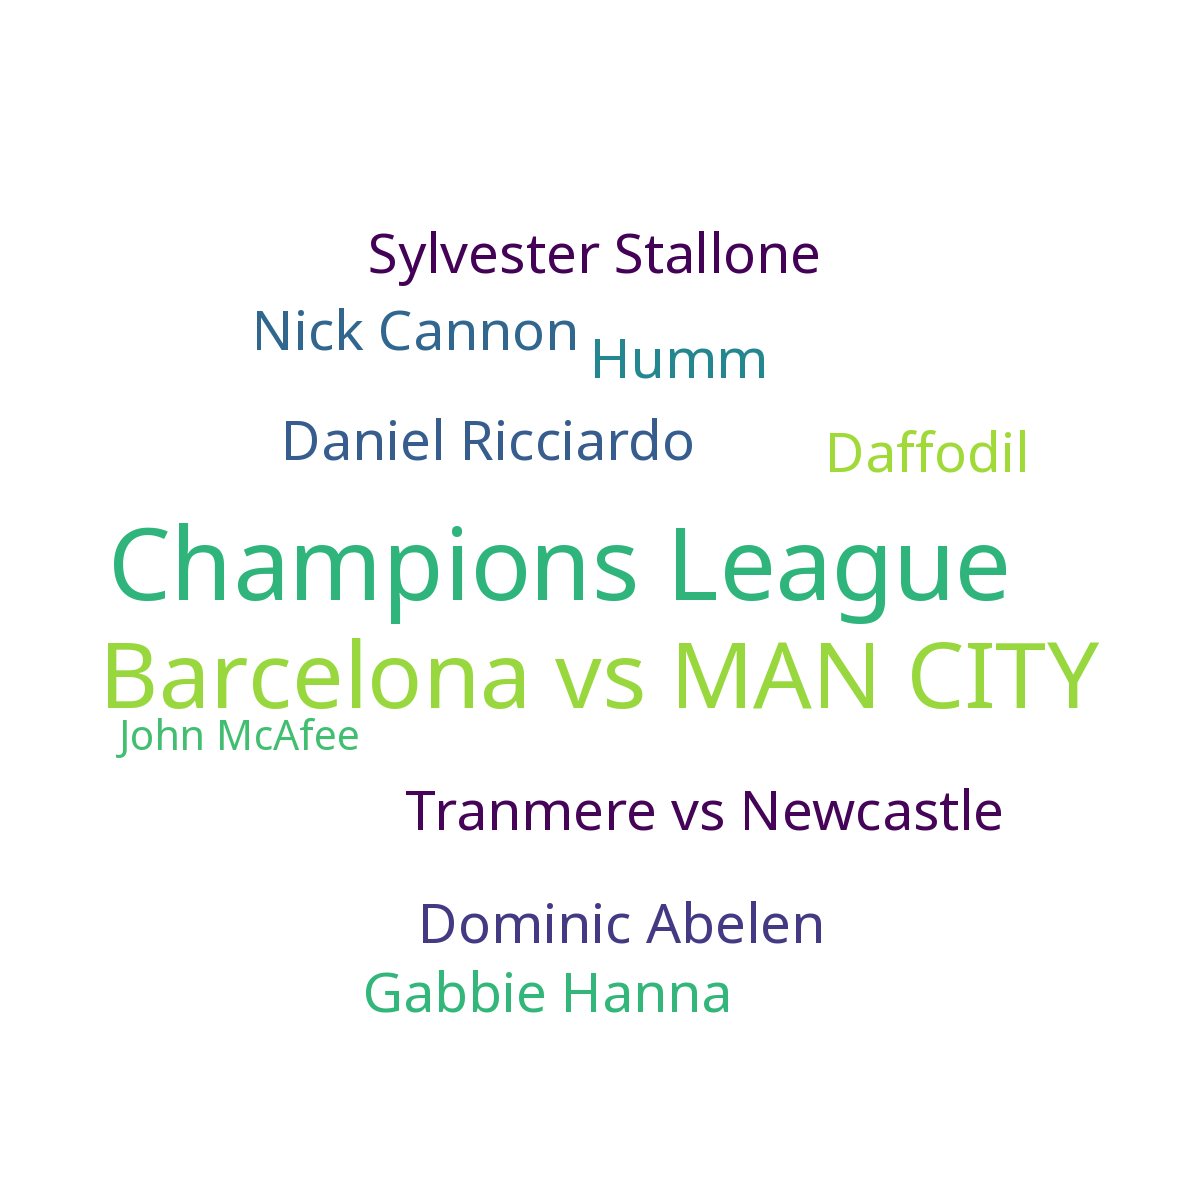 Sylvester Stallone
Nick Cannon
Humm
Daniel Ricciardo
Daffodil
Champions League
Barcelona vs MAN CITY
John McAfee
Tranmere vs Newcastle
Dominic Abelen
Gabbie Hanna